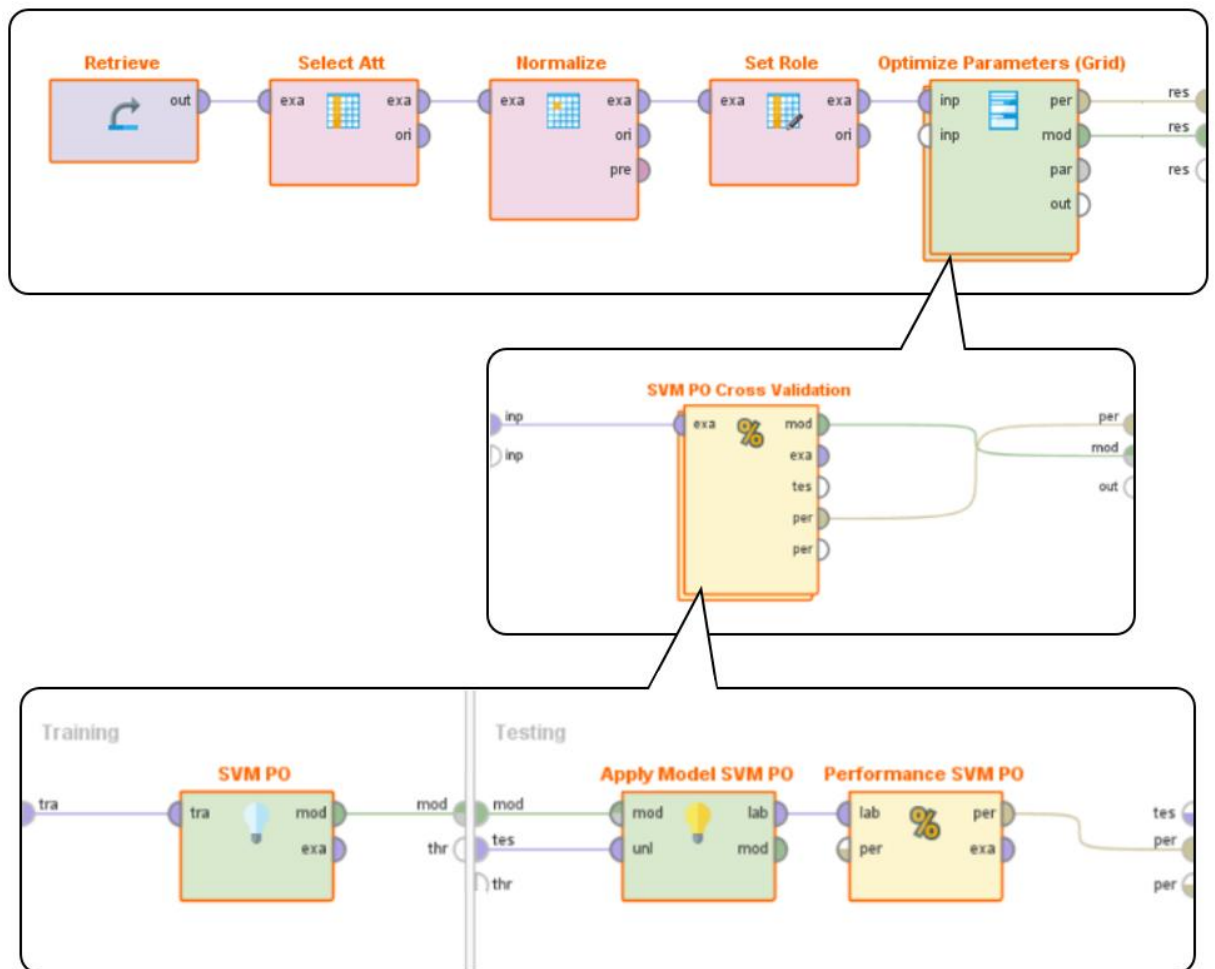 Retrieve
Select Att
Normalize
Set Role
Optimize Parameters (Grid)
out
exa
exa
ori
exa
exa
ori
pre
exa
exa
ori
inp
inp
per
mod
par
out
res
res
res
SVM PO Cross Validation
inp
inp
exa
mod
exa
tes
per
per
per
mod
out
Training
SVM PO
tra
tra
mod
exa
mod
thr
Testing
Apply Model SVM PO
Performance SVM PO
mod
tes
thr
mod
unl
lab
mod
lab
per
per
exa
tes
per
per